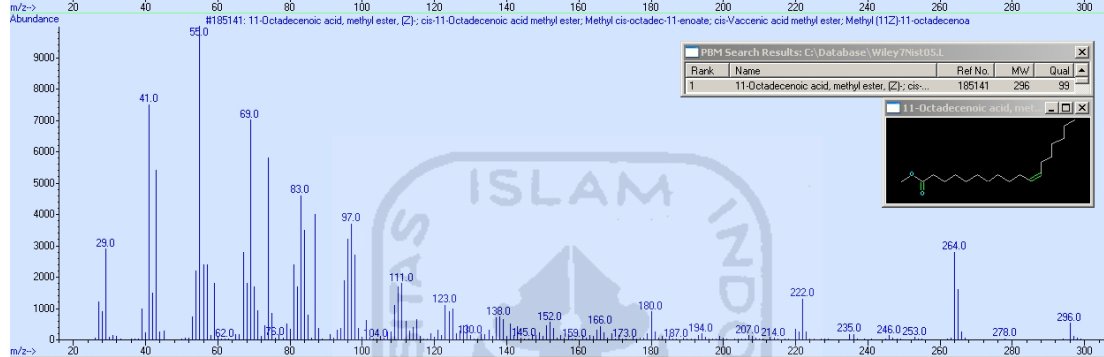 m/z--> 20 40 60 80 100 120 140 160 180 200 220 240 260 280 300
Abundance #185141: 11-Octadecenoic acid, methyl ester, (Z)-; cis-11-Octadecenoic acid methyl ester; Methyl cis-octadec-11-enoate; cis-Vaccenic acid methyl ester; Methyl (11Z)-11-octadecenoa
55.0
9000
PBM Search Results: C:\Database\Wiley7Nist05.L
Rank Name Ref No. MW Qual
1 11-Octadecenoic acid, methyl ester, (Z)-; cis-... 185141 296 99
11-Octadecenoic acid, met...
8000
41.0
7000
69.0
6000
5000
83.0
ISLAM
4000
97.0
3000
29.0
264.0
2000
111.0
222.0
1000
123.0
138.0 152.0 166.0 180.0
296.0
62.0 76.0 104.0 130.0 145.0 159.0 173.0 187.0 194.0 207.0 214.0 235.0 246.0 253.0 278.0
0
m/z--> 20 40 60 80 100 120 140 160 180 200 220 240 260 280 300